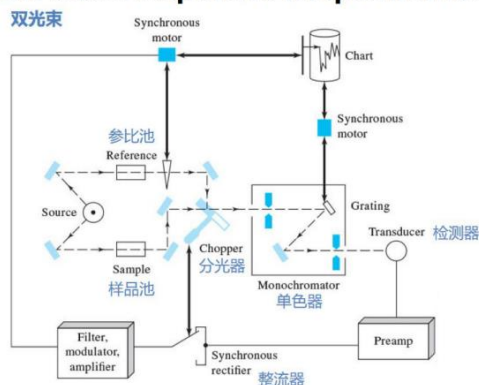 双光束
Synchronous
motor
Chart
参比池
Reference
Synchronous
motor
Source
Grating
Transducer 检测器
Chopper
分光器
Sample
样品池
Monochromator
单色器
Filter,
modulator,
amplifier
Preamp
Synchronous
rectifier
整流器